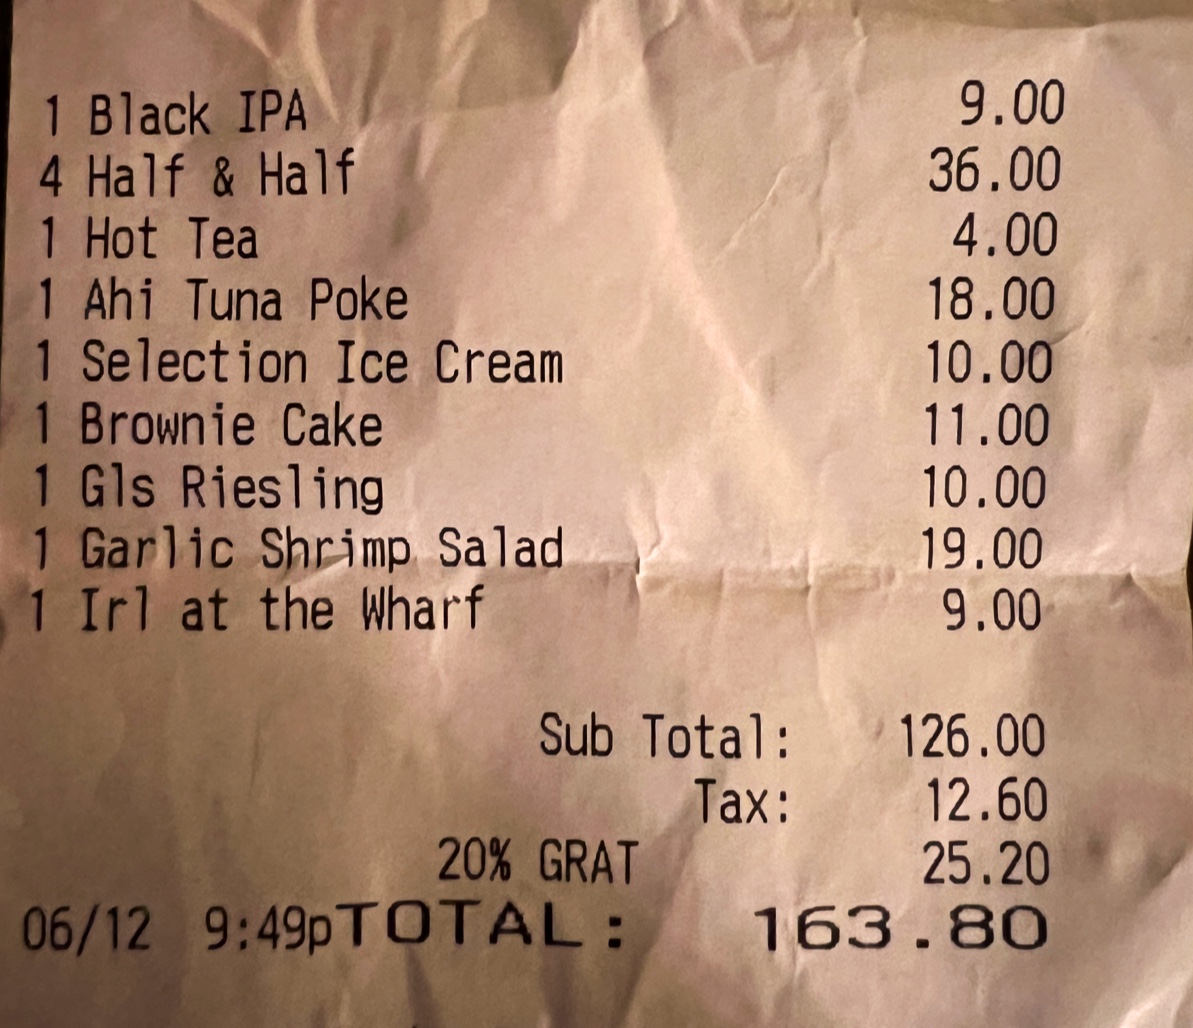 1 Black IPA 9.00
4 Half & Half 36.00
1 Hot Tea 4.00
1 Ahi Tuna Poke 18.00
1 Selection Ice Cream 10.00
1 Brownie Cake 11.00
1 Gls Riesling 10.00
1 Garlic Shrimp Salad 19.00
1 Irl at the Wharf 9.00
Sub Total: 126.00
Tax: 12.60
20% GRAT 25.20
06/12 9:49pTOTAL: 163.80